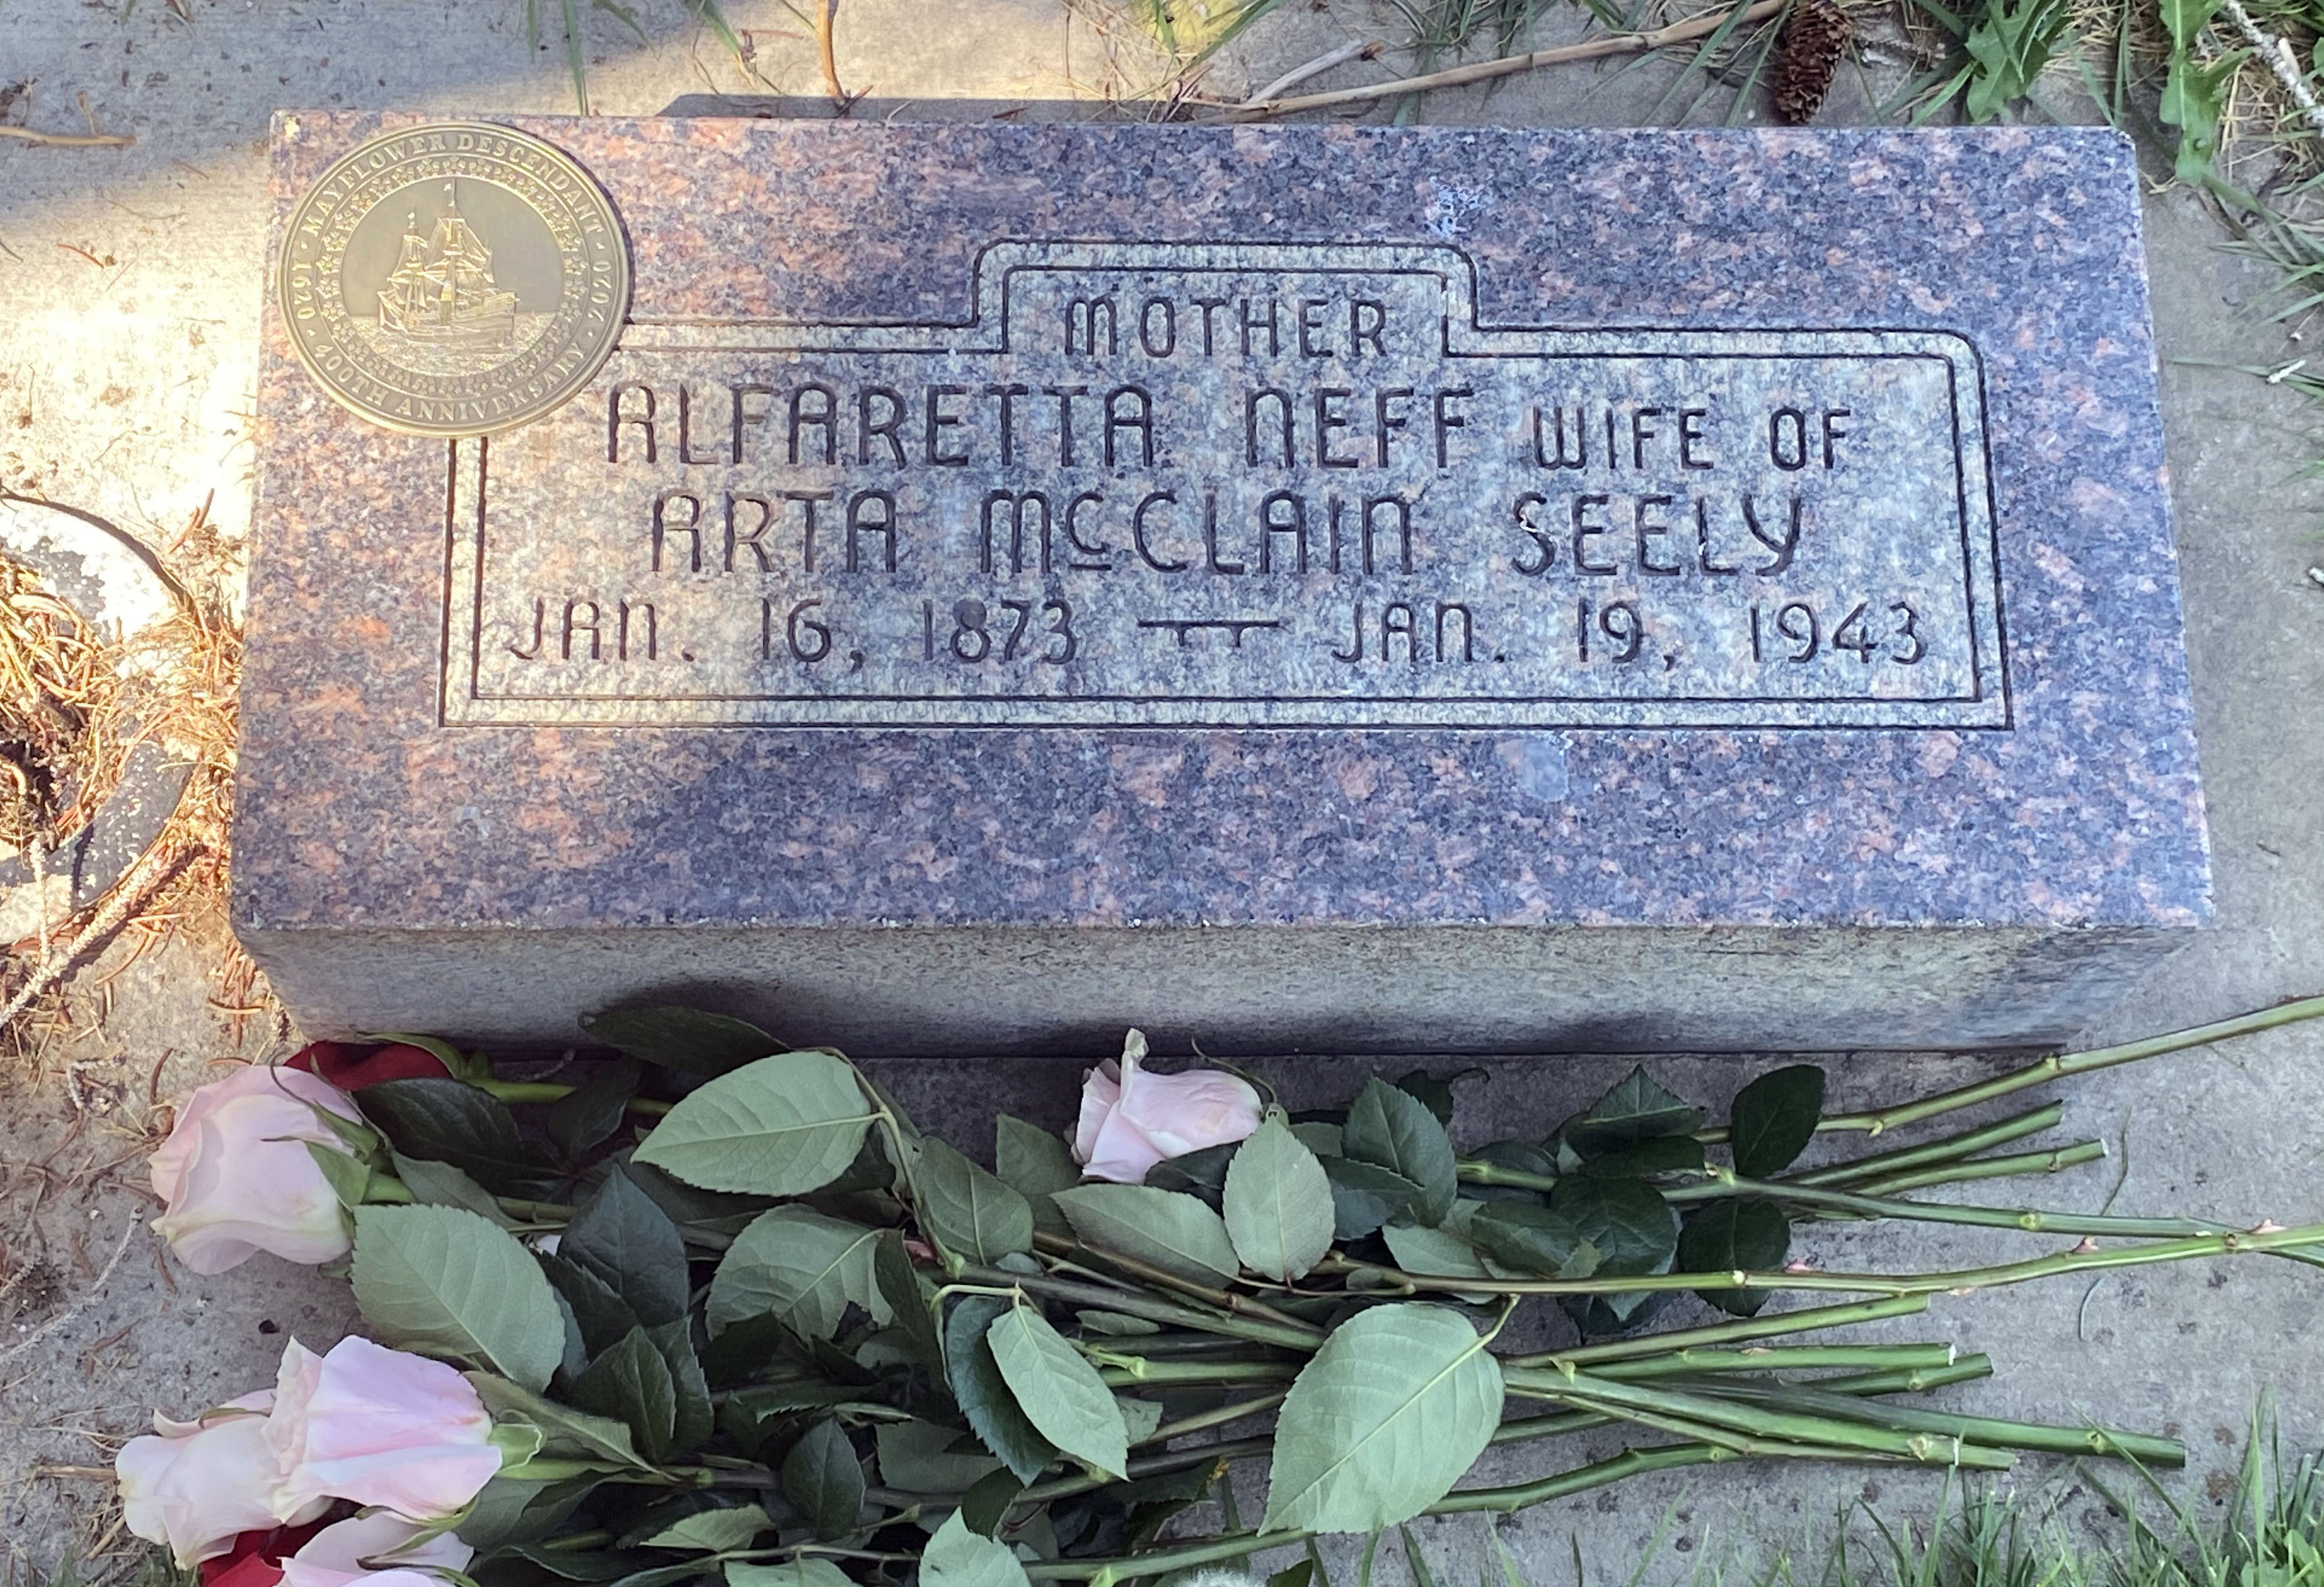 MAYFLOWER DESCENDANT
1620 · 400TH ANNIVERSARY · 2020
MOTHER
ALFARETTA NEFF WIFE OF
ARTA McCLAIN SEELY
JAN. 16, 1873 — JAN. 19, 1943